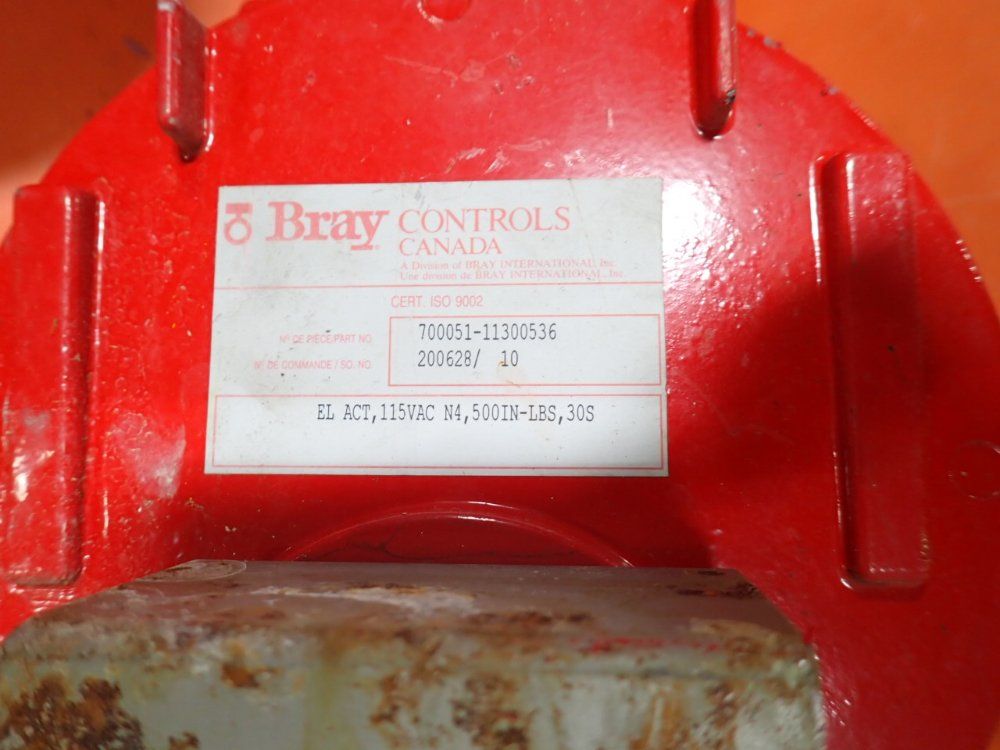 Bray CONTROLS
CANADA
A Division of BRAY INTERNATIONAL, Inc.
Une division de BRAY INTERNATIONAL, Inc.
CERT. ISO 9002
Nº DE PIECE/PART NO. 700051-11300536
Nº DE COMMANDE / SO. NO. 200628/ 10
EL ACT,115VAC N4,500IN-LBS,30S